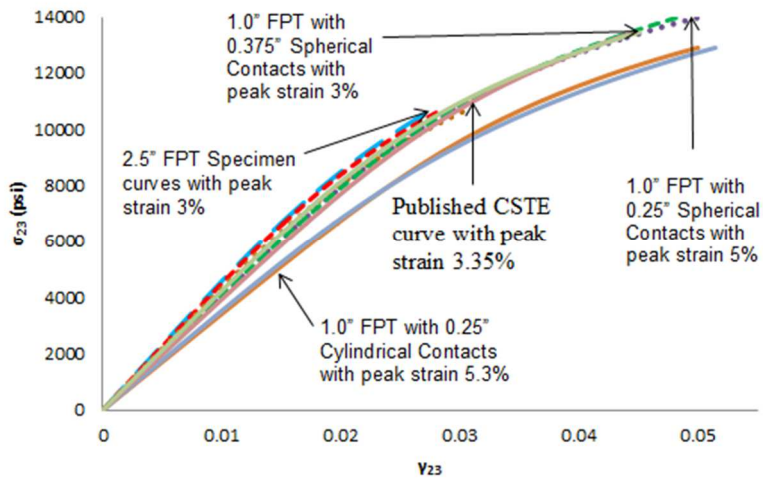 14000
12000
10000
8000
6000
4000
2000
0
σ23 (psi)
1.0” FPT with
0.375” Spherical
Contacts with
peak strain 3%
2.5” FPT Specimen
curves with peak
strain 3%
Published CSTE
curve with peak
strain 3.35%
1.0” FPT with
0.25” Spherical
Contacts with
peak strain 5%
1.0” FPT with 0.25”
Cylindrical Contacts
with peak strain 5.3%
0 0.01 0.02 0.03 0.04 0.05
γ23